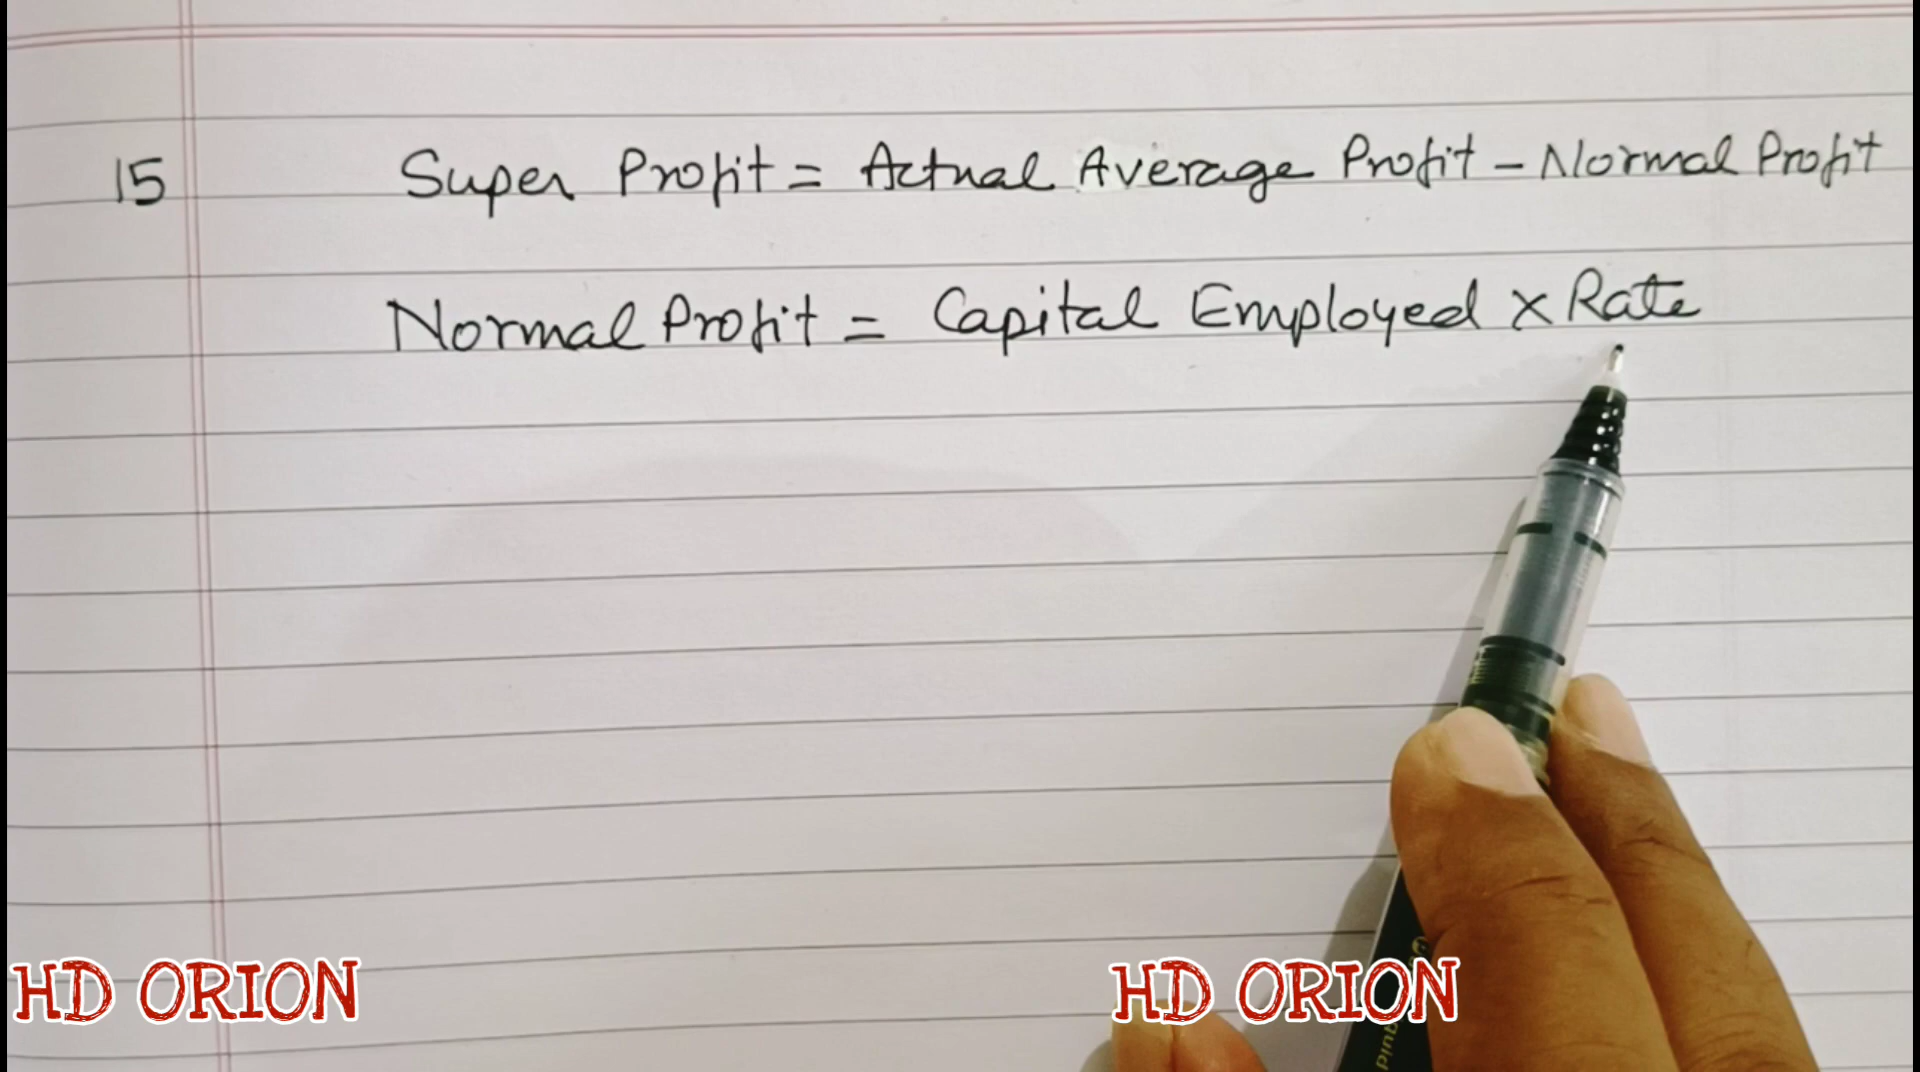 15 Super Profit = Actual Average Profit - Normal Profit
Normal Profit = Capital Employed x Rate
HD ORION HD ORION